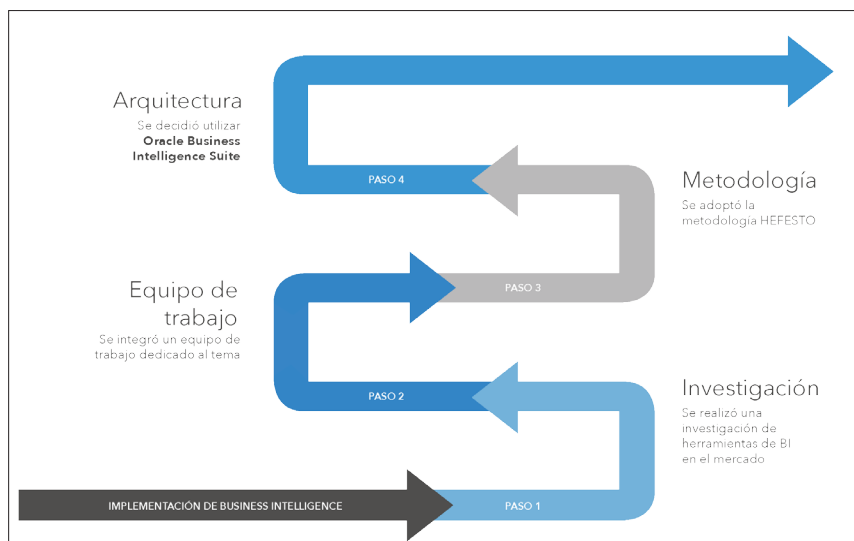 Arquitectura
Se decidió utilizar
Oracle Business
Intelligence Suite
PASO 4
Metodología
Se adoptó la
metodología HEFESTO
Equipo de
trabajo
Se integró un equipo de
trabajo dedicado al tema
PASO 3
PASO 2
Investigación
Se realizó una
investigación de
herramientas de BI
en el mercado
IMPLEMENTACIÓN DE BUSINESS INTELLIGENCE
PASO 1